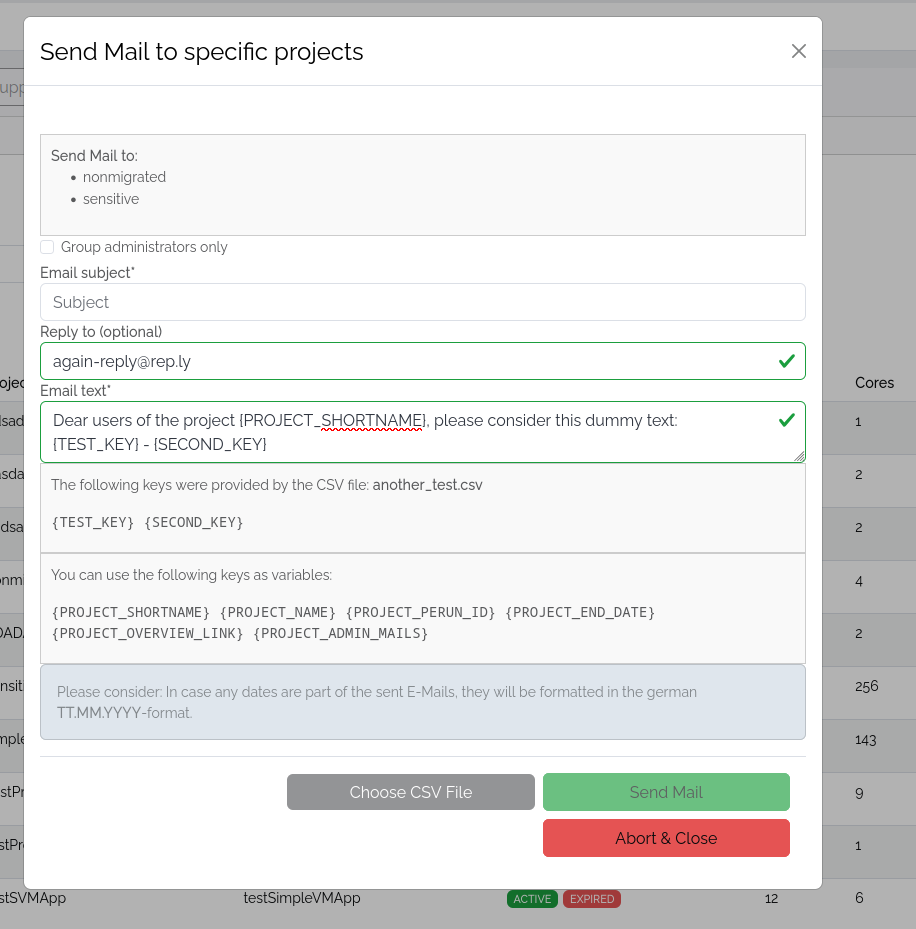 Send Mail to specific projects
Send Mail to:
nonmigrated
sensitive
Group administrators only
Email subject*
Subject
Reply to (optional)
again-reply@rep.ly
Email text*
Dear users of the project {PROJECT_SHORTNAME}, please consider this dummy text:
{TEST_KEY} - {SECOND_KEY}
The following keys were provided by the CSV file: another_test.csv
{TEST_KEY} {SECOND_KEY}
You can use the following keys as variables:
{PROJECT_SHORTNAME} {PROJECT_NAME} {PROJECT_PERUN_ID} {PROJECT_END_DATE}
{PROJECT_OVERVIEW_LINK} {PROJECT_ADMIN_MAILS}
Please consider: In case any dates are part of the sent E-Mails, they will be formatted in the german
TT.MM.YYYY-format.
Choose CSV File
Send Mail
Abort & Close
Cores
1
2
2
4
2
256
143
9
1
stSVMApp testSimpleVMApp ACTIVE EXPIRED 12 6